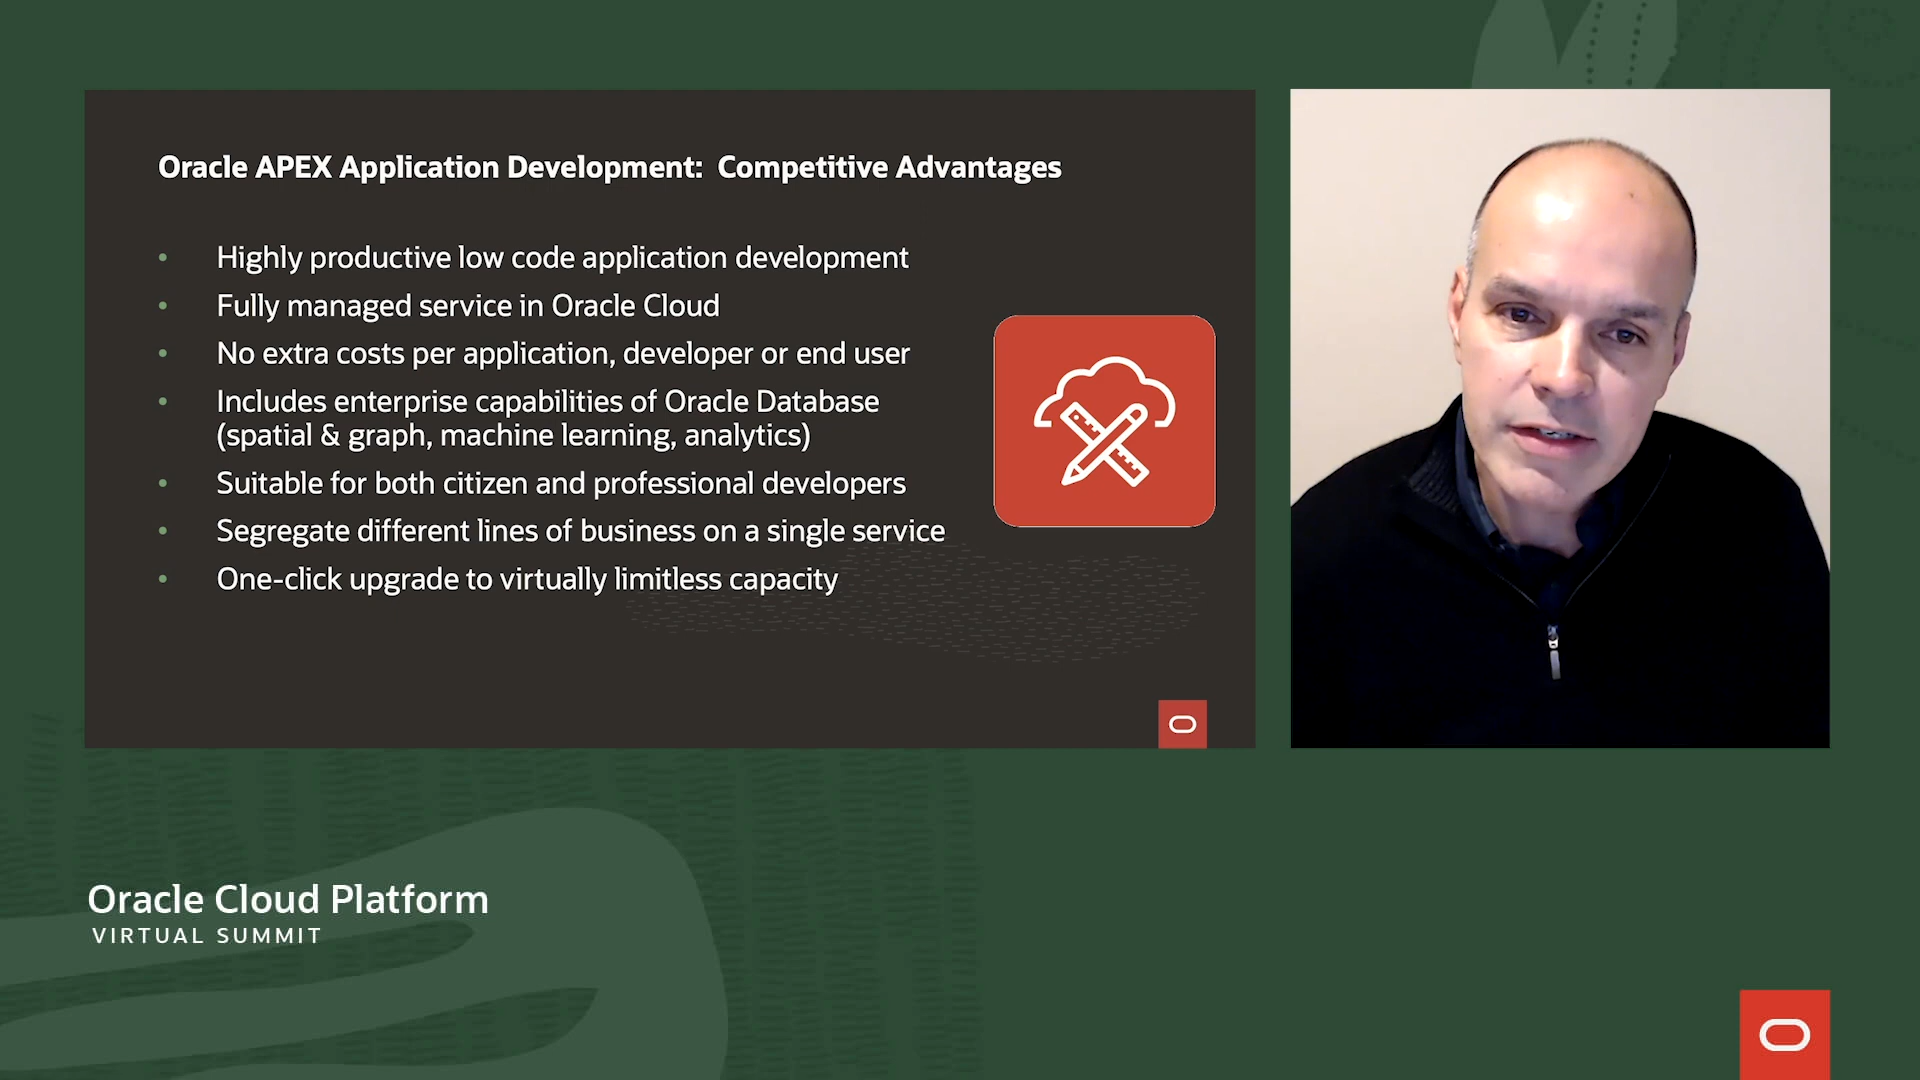 Oracle APEX Application Development:  Competitive Advantages
• Highly productive low code application development
• Fully managed service in Oracle Cloud
• No extra costs per application, developer or end user
• Includes enterprise capabilities of Oracle Database
(spatial & graph, machine learning, analytics)
• Suitable for both citizen and professional developers
• Segregate different lines of business on a single service
• One-click upgrade to virtually limitless capacity
Oracle Cloud Platform
VIRTUAL SUMMIT